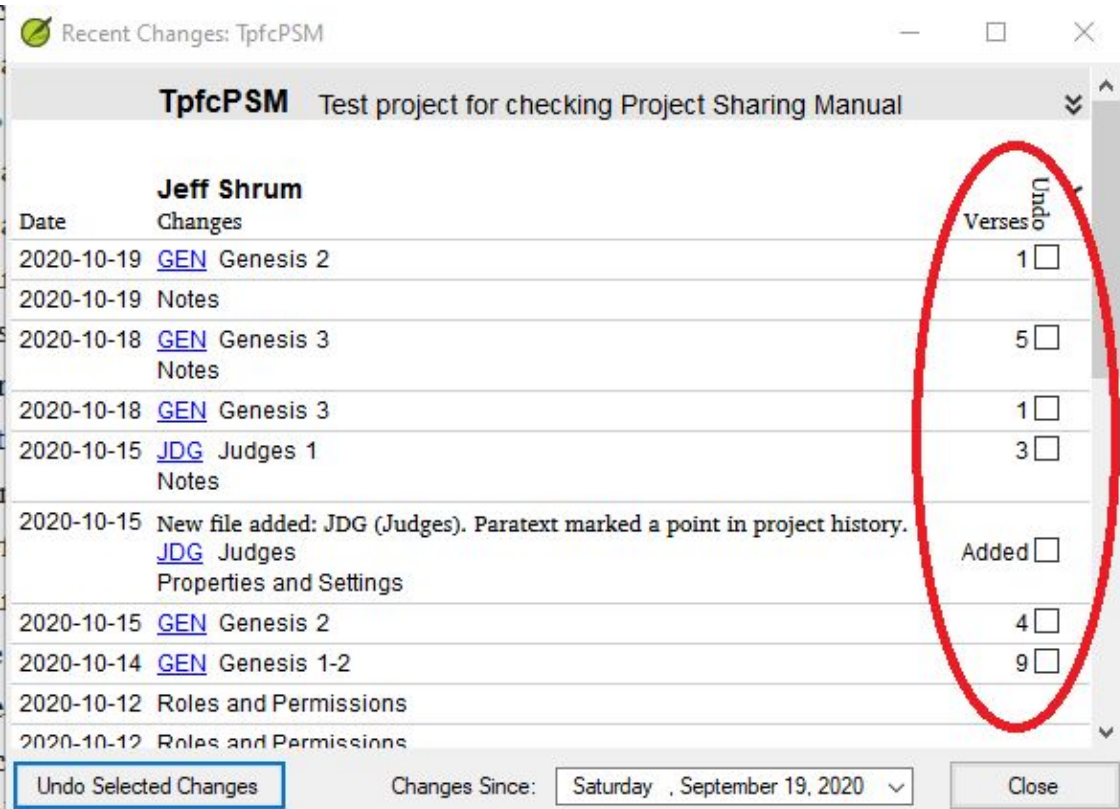 Recent Changes: TpfcPSM
TpfcPSM Test project for checking Project Sharing Manual
Jeff Shrum
Undo
Date Changes Verses
2020-10-19 GEN Genesis 2 1
2020-10-19 Notes
2020-10-18 GEN Genesis 3 5
Notes
2020-10-18 GEN Genesis 3 1
2020-10-15 JDG Judges 1 3
Notes
2020-10-15 New file added: JDG (Judges). Paratext marked a point in project history.
JDG Judges Added
Properties and Settings
2020-10-15 GEN Genesis 2 4
2020-10-14 GEN Genesis 1-2 9
2020-10-12 Roles and Permissions
2020-10-12 Roles and Permissions
Undo Selected Changes Changes Since: Saturday , September 19, 2020 Close